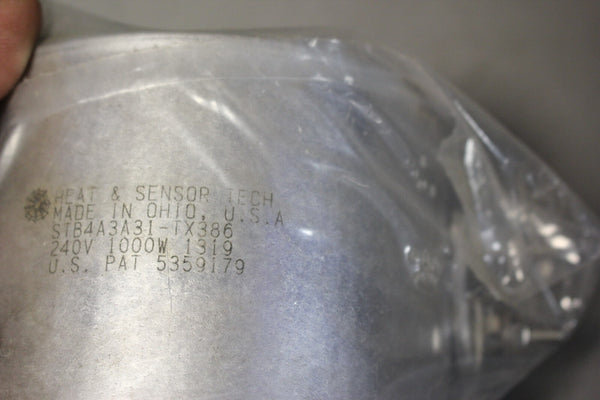 HEAT & SENSOR TECH
MADE IN OHIO, U.S.A
STB4A3A31-TX386
240V 1000W 1319
U.S. PAT 5359179